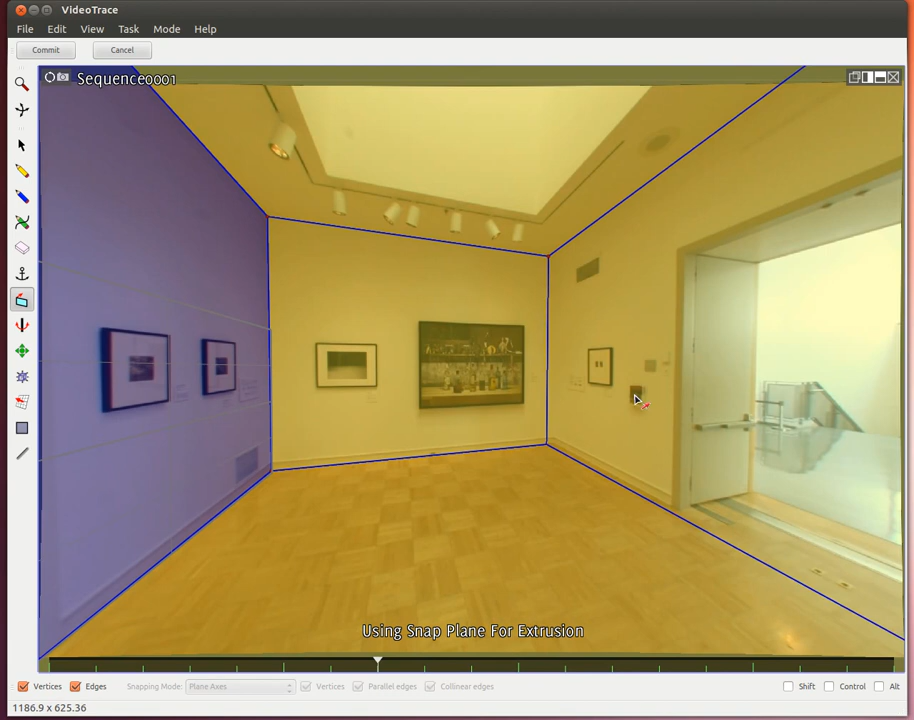 VideoTrace
File Edit View Task Mode Help
Commit Cancel
Sequence0001
Using Snap Plane For Extrusion
Vertices Edges Snapping Mode: Plane Axes Vertices Parallel edges Collinear edges Shift Control Alt
1186.9 x 625.36